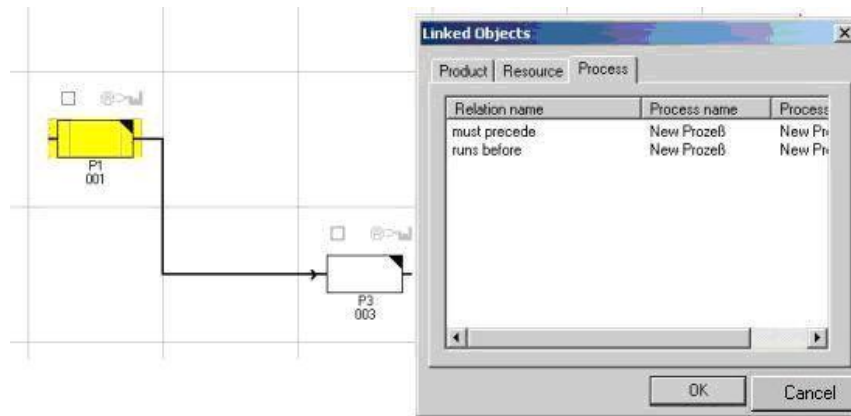 Linked Objects
Product Resource Process
Relation name Process name Process
must precede New Prozeß New Pr
runs before New Prozeß New Pr
P1
001
P3
003
OK Cancel